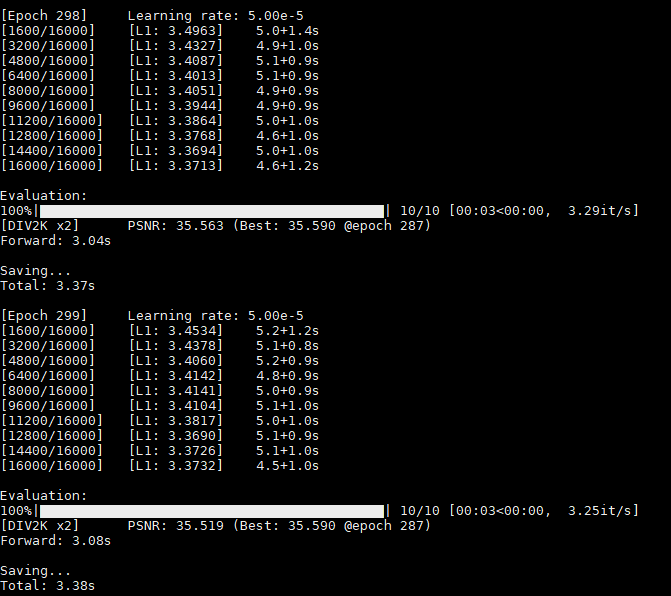 [Epoch 298] Learning rate: 5.00e-5
[1600/16000] [L1: 3.4963] 5.0+1.4s
[3200/16000] [L1: 3.4327] 4.9+1.0s
[4800/16000] [L1: 3.4087] 5.1+0.9s
[6400/16000] [L1: 3.4013] 5.1+0.9s
[8000/16000] [L1: 3.4051] 4.9+0.9s
[9600/16000] [L1: 3.3944] 4.9+0.9s
[11200/16000] [L1: 3.3864] 5.0+1.0s
[12800/16000] [L1: 3.3768] 4.6+1.0s
[14400/16000] [L1: 3.3694] 5.0+1.0s
[16000/16000] [L1: 3.3713] 4.6+1.2s
Evaluation:
100%| | 10/10 [00:03<00:00, 3.29it/s]
[DIV2K x2] PSNR: 35.563 (Best: 35.590 @epoch 287)
Forward: 3.04s
Saving...
Total: 3.37s
[Epoch 299] Learning rate: 5.00e-5
[1600/16000] [L1: 3.4534] 5.2+1.2s
[3200/16000] [L1: 3.4378] 5.1+0.8s
[4800/16000] [L1: 3.4060] 5.2+0.9s
[6400/16000] [L1: 3.4142] 4.8+0.9s
[8000/16000] [L1: 3.4141] 5.0+0.9s
[9600/16000] [L1: 3.4104] 5.1+1.0s
[11200/16000] [L1: 3.3817] 5.0+1.0s
[12800/16000] [L1: 3.3690] 5.1+0.9s
[14400/16000] [L1: 3.3726] 5.1+1.0s
[16000/16000] [L1: 3.3732] 4.5+1.0s
Evaluation:
100%| | 10/10 [00:03<00:00, 3.25it/s]
[DIV2K x2] PSNR: 35.519 (Best: 35.590 @epoch 287)
Forward: 3.08s
Saving...
Total: 3.38s